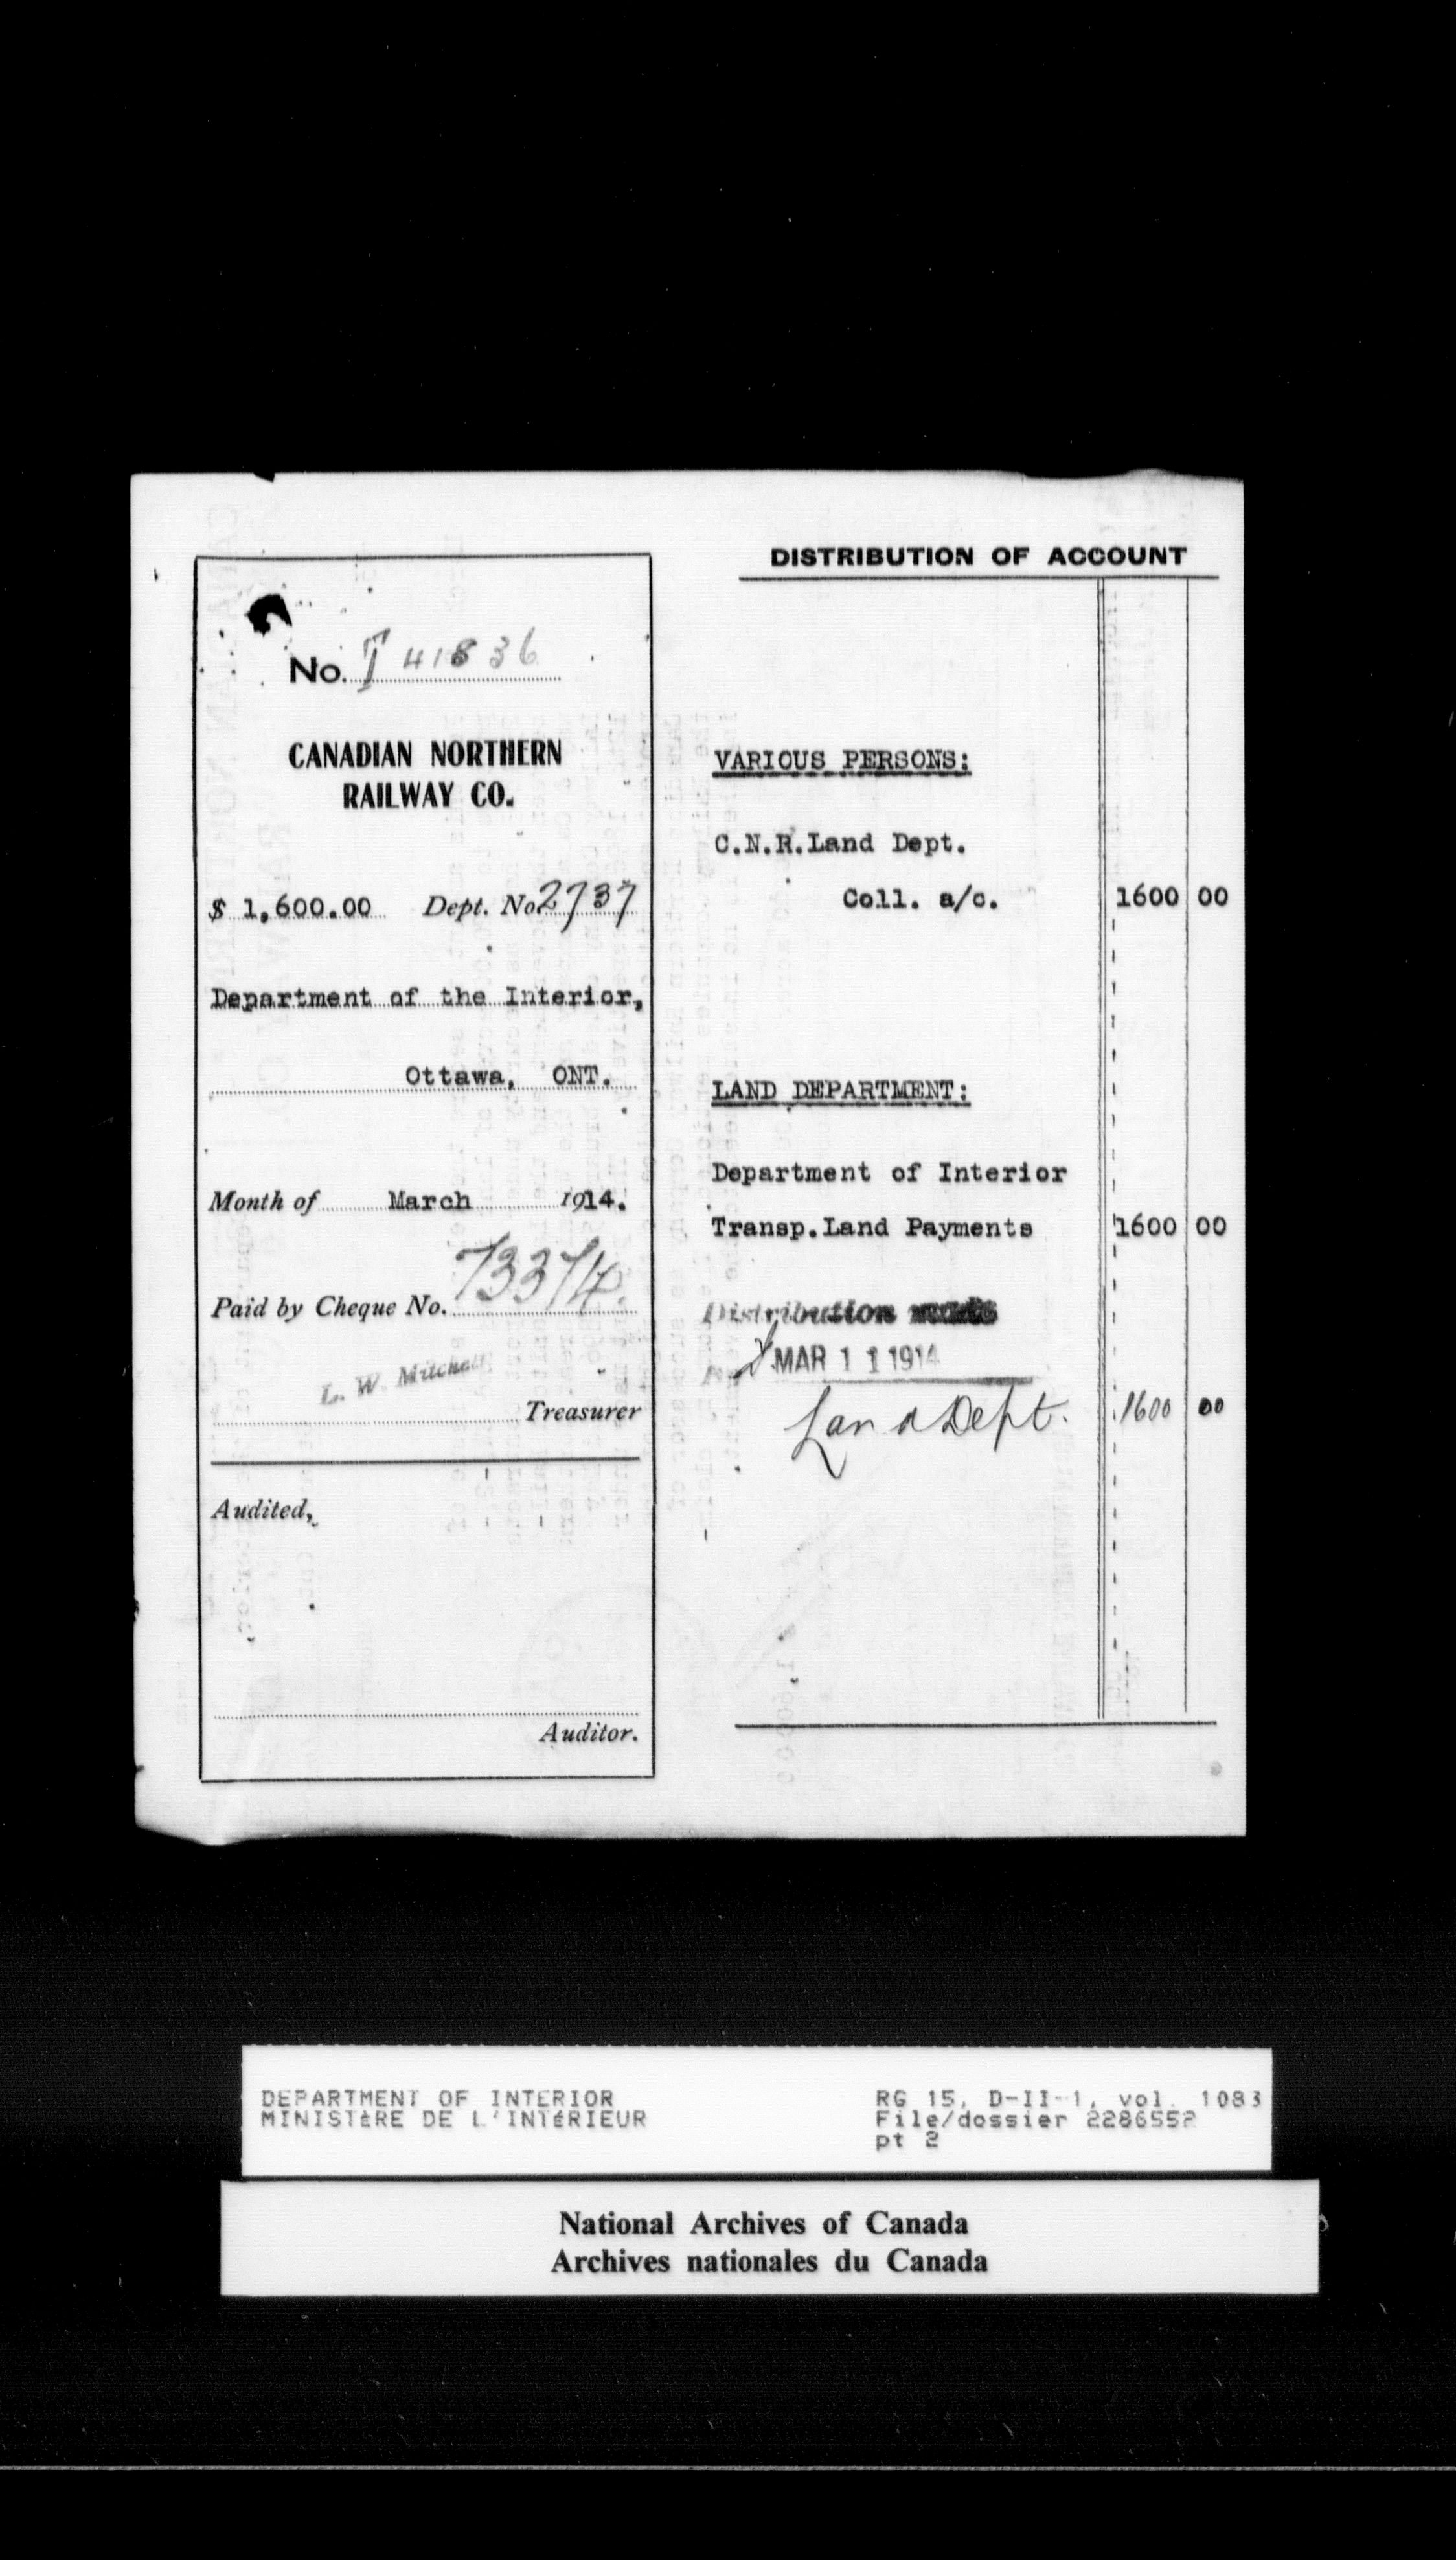 No. I 41836
CANADIAN NORTHERN
RAILWAY CO.
$ 1,600.00 Dept. No. 2737
Department of the Interior,
Ottawa, ONT.
Month of March 1914.
Paid by Cheque No. 73374.
L. W. Mitchell
Treasurer
Audited,
Auditor.
DISTRIBUTION OF ACCOUNT
VARIOUS PERSONS:
C.N.R. Land Dept.
Coll. a/c. 1600 00
LAND DEPARTMENT:
Department of Interior
Transp. Land Payments 1600 00
Distribution
MAR 11 1914
Land Dept. 1600 00
DEPARTMENT OF INTERIOR
MINISTÈRE DE L'INTÉRIEUR
RG 15, D-II-1, vol. 1083
File/dossier 2286552
pt 2
National Archives of Canada
Archives nationales du Canada